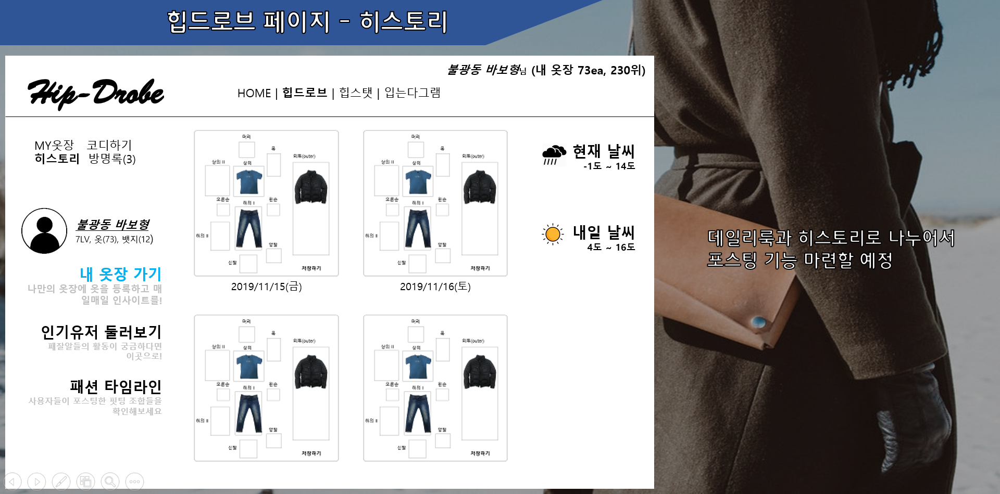 힙드로브 페이지 - 히스토리
불광동 바보형님 (내 옷장 73ea, 230위)
Hip-Drobe
HOME | 힙드로브 | 힙스탯 | 입는다그램
MY옷장 코디하기
히스토리 방명록(3)
불광동 바보형
7LV, 옷(73), 뱃지(12)
내 옷장 가기
나만의 옷장에 옷을 등록하고 매
일매일 인사이트를!
인기유저 둘러보기
패잘알들의 활동이 궁금하다면
이곳으로!
패션 타임라인
사용자들이 포스팅한 핏팅 조합들을
확인해보세요
머리
목
외투(outer)
상의 II
상의
오른손
하의 I
왼손
하의 II
양말
신발
저장하기
2019/11/15(금)
머리
목
외투(outer)
상의 II
상의
오른손
하의 I
왼손
하의 II
양말
신발
저장하기
2019/11/16(토)
머리
목
외투(outer)
상의 II
상의
오른손
하의 I
왼손
하의 II
양말
신발
저장하기
머리
목
외투(outer)
상의 II
상의
오른손
하의 I
왼손
하의 II
양말
신발
저장하기
현재 날씨
-1도 ~ 14도
내일 날씨
4도 ~ 16도
데일리룩과 히스토리로 나누어서
포스팅 기능 마련할 예정